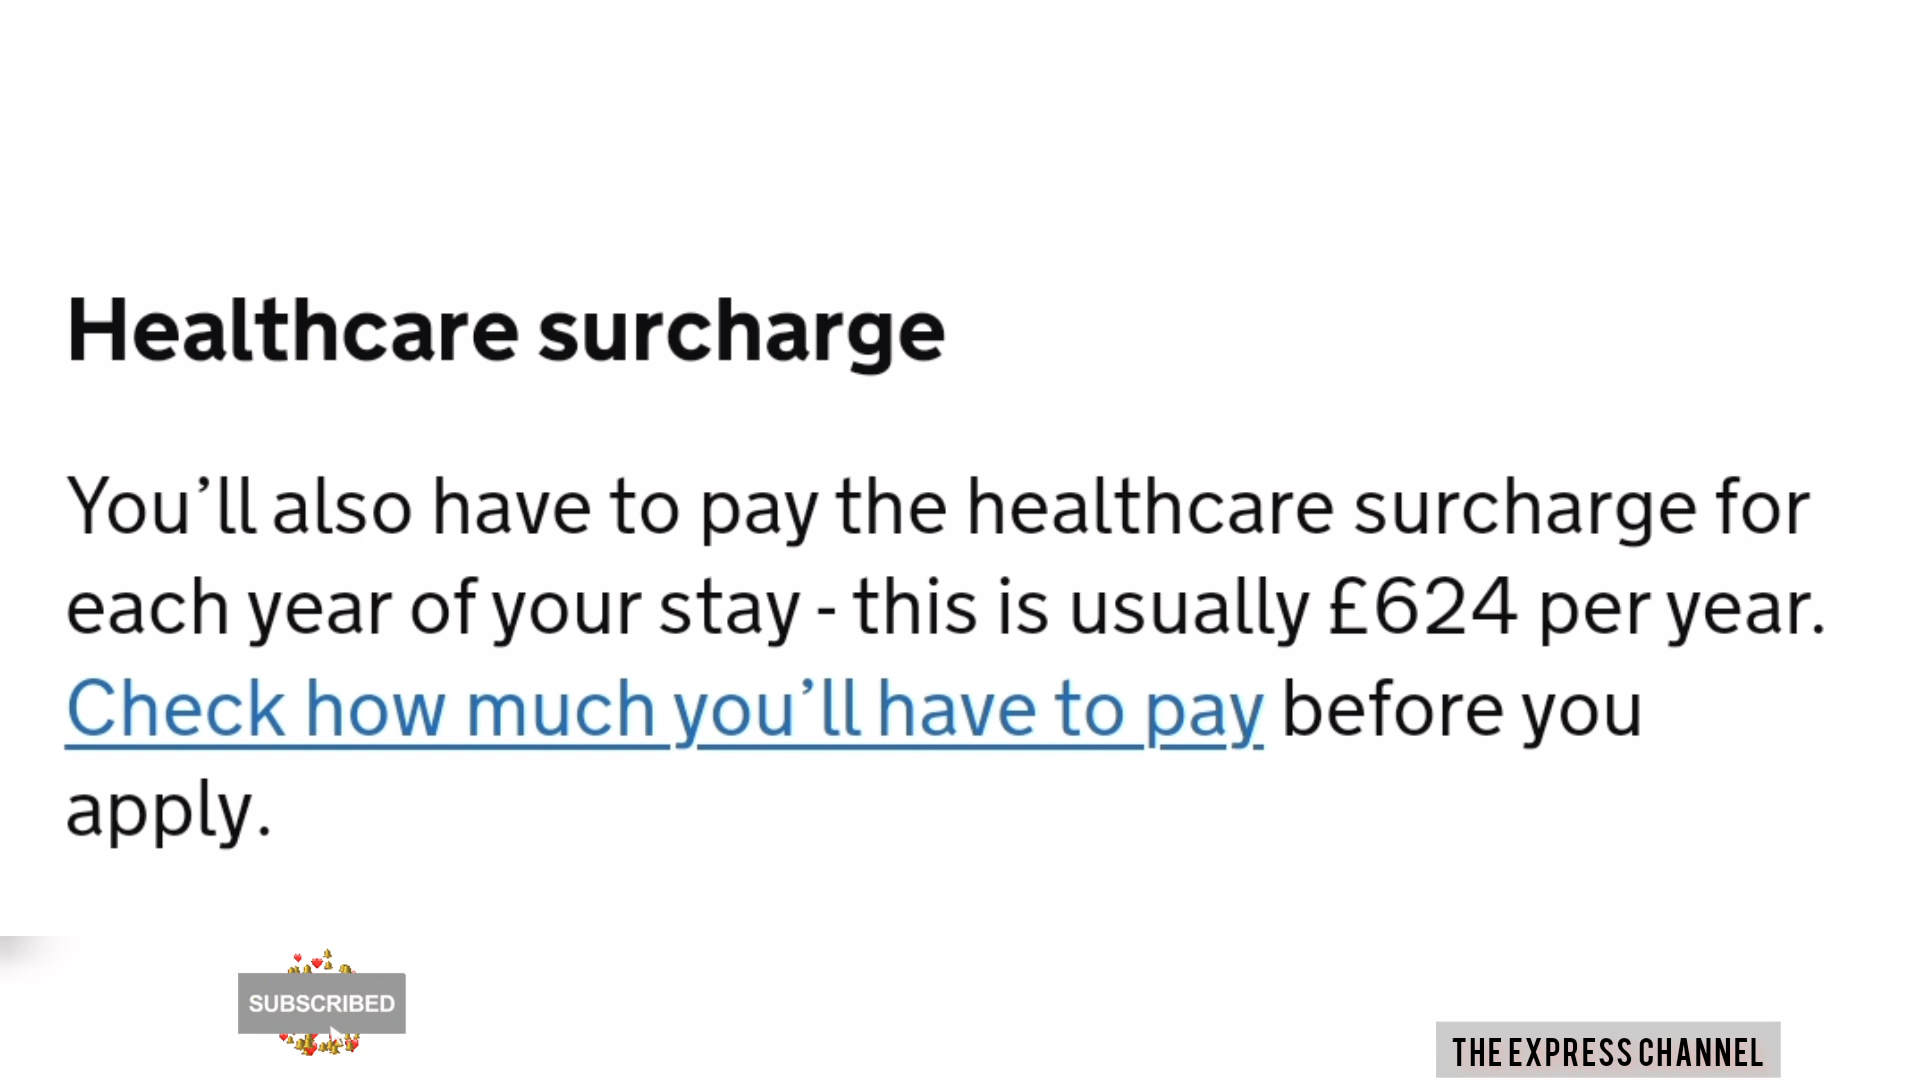 Healthcare surcharge
You’ll also have to pay the healthcare surcharge for
each year of your stay - this is usually £624 per year.
Check how much you’ll have to pay before you
apply.
SUBSCRIBED
THE EXPRESS CHANNEL